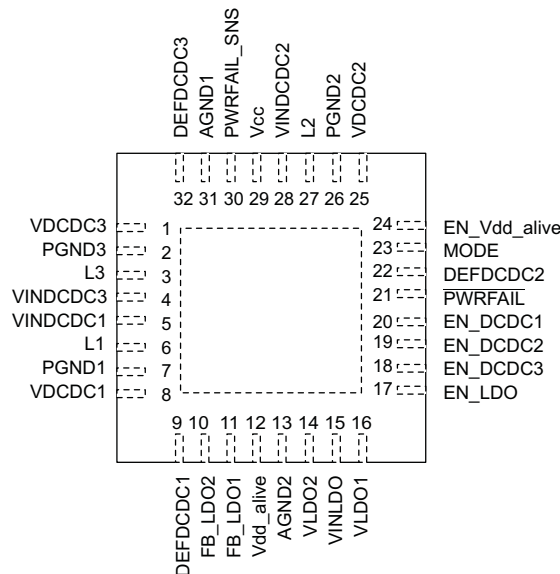 DEFDCDC3
AGND1
PWRFAIL_SNS
Vcc
VINDCDC2
L2
PGND2
VDCDC2
32 31 30 29 28 27 26 25
VDCDC3 1
PGND3 2
L3 3
VINDCDC3 4
VINDCDC1 5
L1 6
PGND1 7
VDCDC1 8
24 EN_Vdd_alive
23 MODE
22 DEFDCDC2
21 PWRFAIL
20 EN_DCDC1
19 EN_DCDC2
18 EN_DCDC3
17 EN_LDO
9 10 11 12 13 14 15 16
DEFDCDC1
FB_LDO2
FB_LDO1
Vdd_alive
AGND2
VLDO2
VINLDO
VLDO1